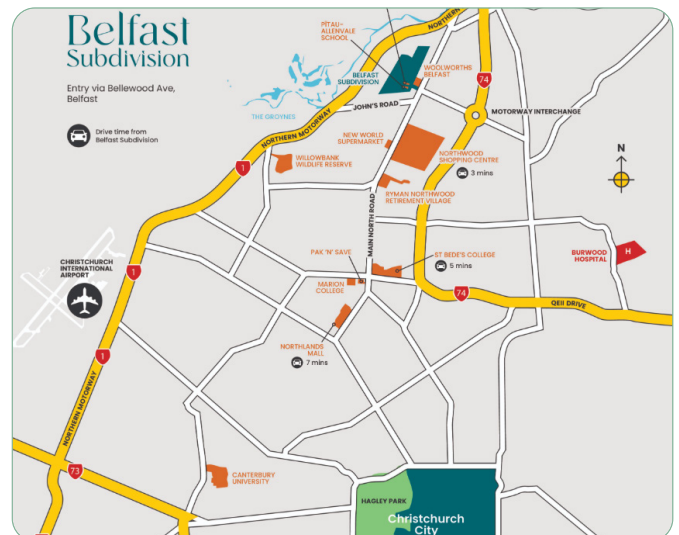 Belfast
Subdivision
Entry via Bellewood Ave,
Belfast
Drive time from
Belfast Subdivision
PĪTAU-
ALLENVALE
SCHOOL
NORTHERN
WOOLWORTHS
BELFAST
BELFAST
SUBDIVISION
74
JOHN'S ROAD
MOTORWAY INTERCHANGE
THE GROYNES
NORTHERN MOTORWAY
NEW WORLD
SUPERMARKET
NORTHWOOD
SHOPPING CENTRE
3 mins
N
WILLOWBANK
WILDLIFE RESERVE
1
RYMAN NORTHWOOD
RETIREMENT VILLAGE
MAIN NORTH ROAD
PAK 'N' SAVE
ST BEDE'S COLLEGE
5 mins
BURWOOD
HOSPITAL
H
CHRISTCHURCH
INTERNATIONAL
AIRPORT
1
MARION
COLLEGE
74
QEII DRIVE
NORTHLANDS
MALL
7 mins
1
NORTHERN MOTORWAY
73
CANTERBURY
UNIVERSITY
HAGLEY PARK
Christchurch
City